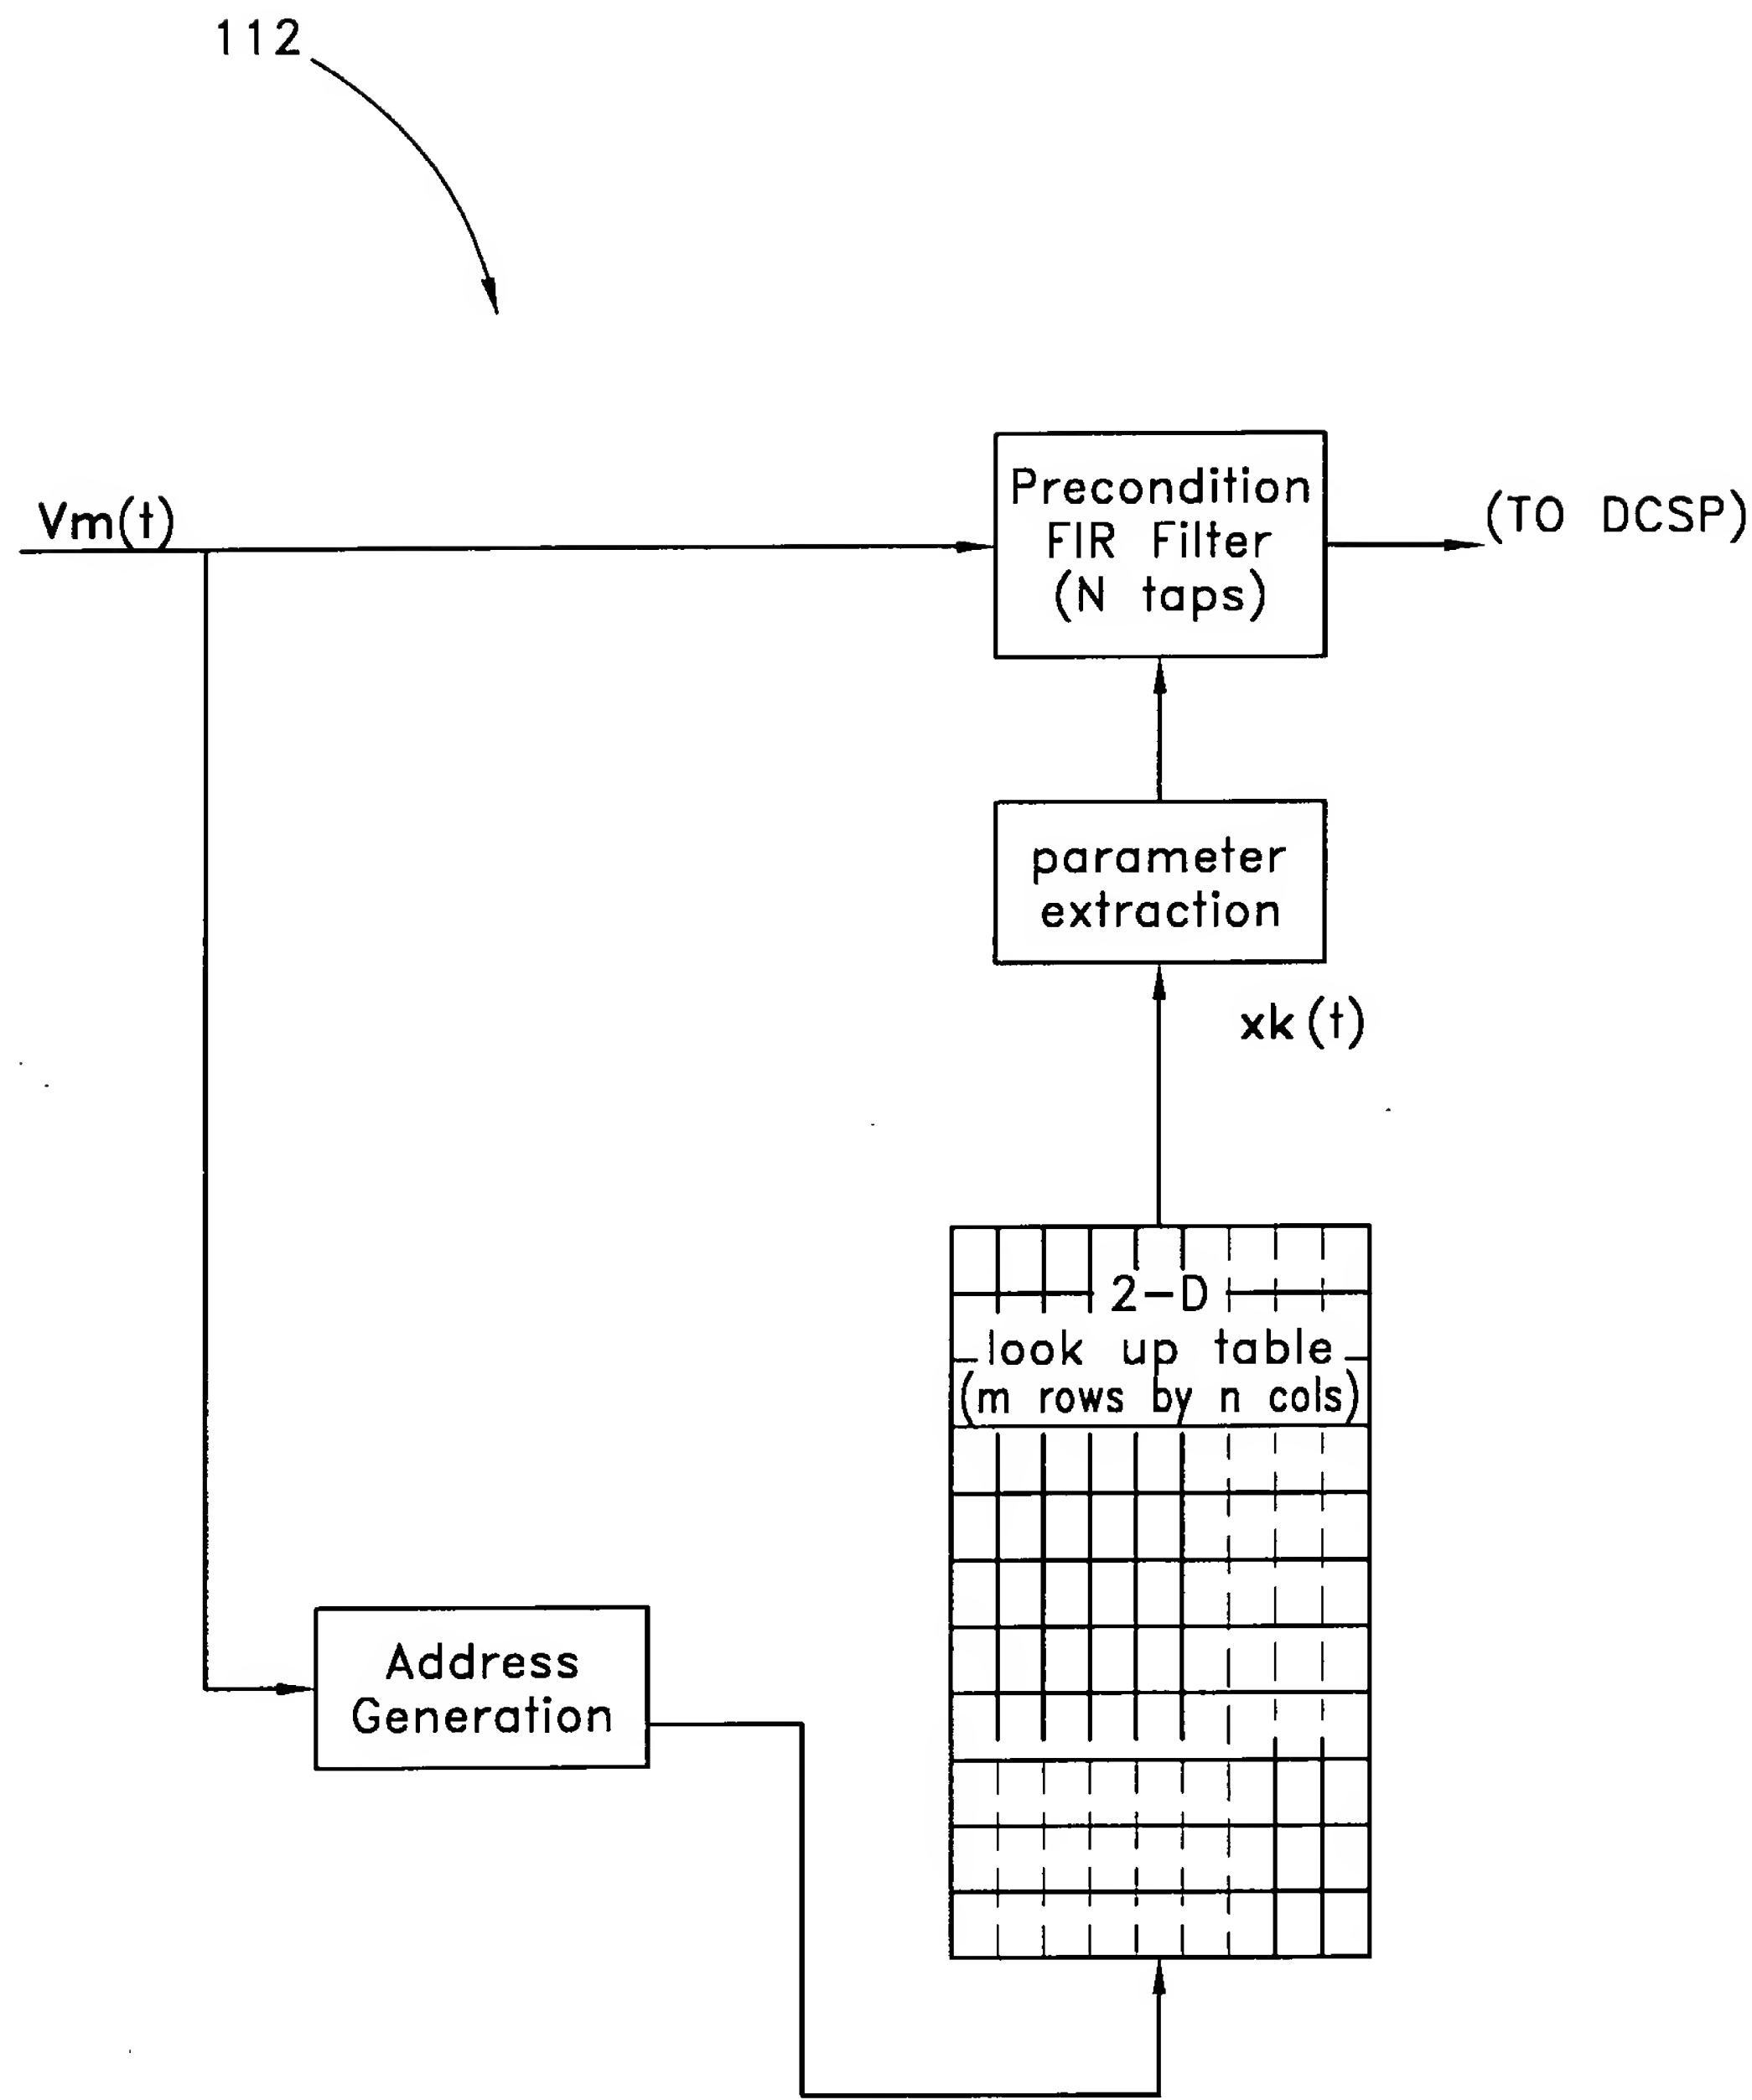 112
Vm(t)
Precondition
FIR Filter
(N taps)
(TO DCSP)
parameter
extraction
xk(t)
2-D
look up table
(m rows by n cols)
Address
Generation